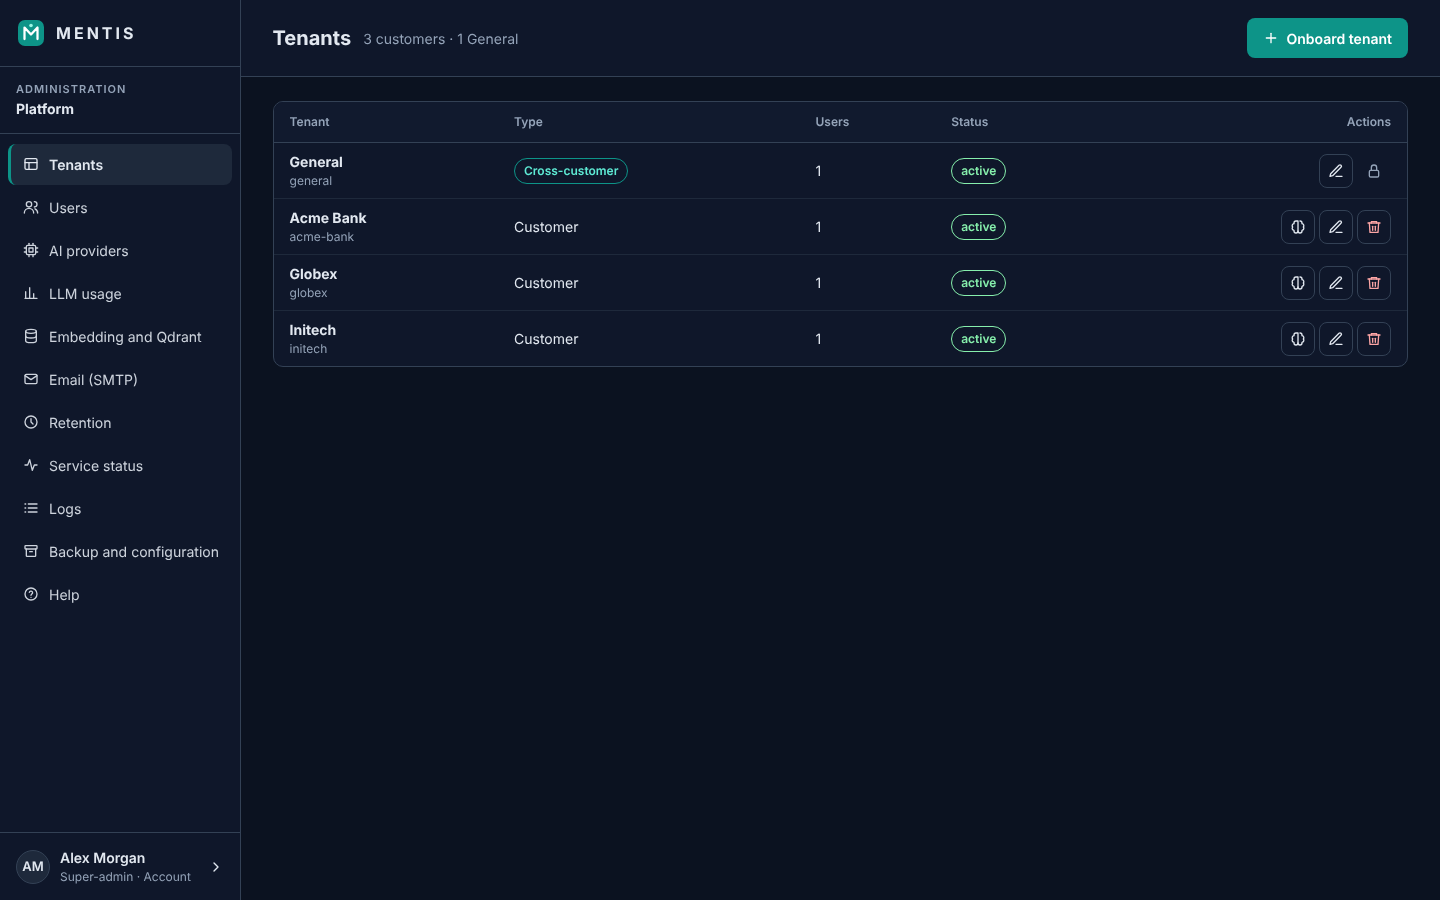 MENTIS
ADMINISTRATION
Platform
Tenants
Users
AI providers
LLM usage
Embedding and Qdrant
Email (SMTP)
Retention
Service status
Logs
Backup and configuration
Help
AM
Alex Morgan
Super-admin · Account
Tenants 3 customers · 1 General
+ Onboard tenant
Tenant Type Users Status Actions
General Cross-customer 1 active
general
Acme Bank Customer 1 active
acme-bank
Globex Customer 1 active
globex
Initech Customer 1 active
initech